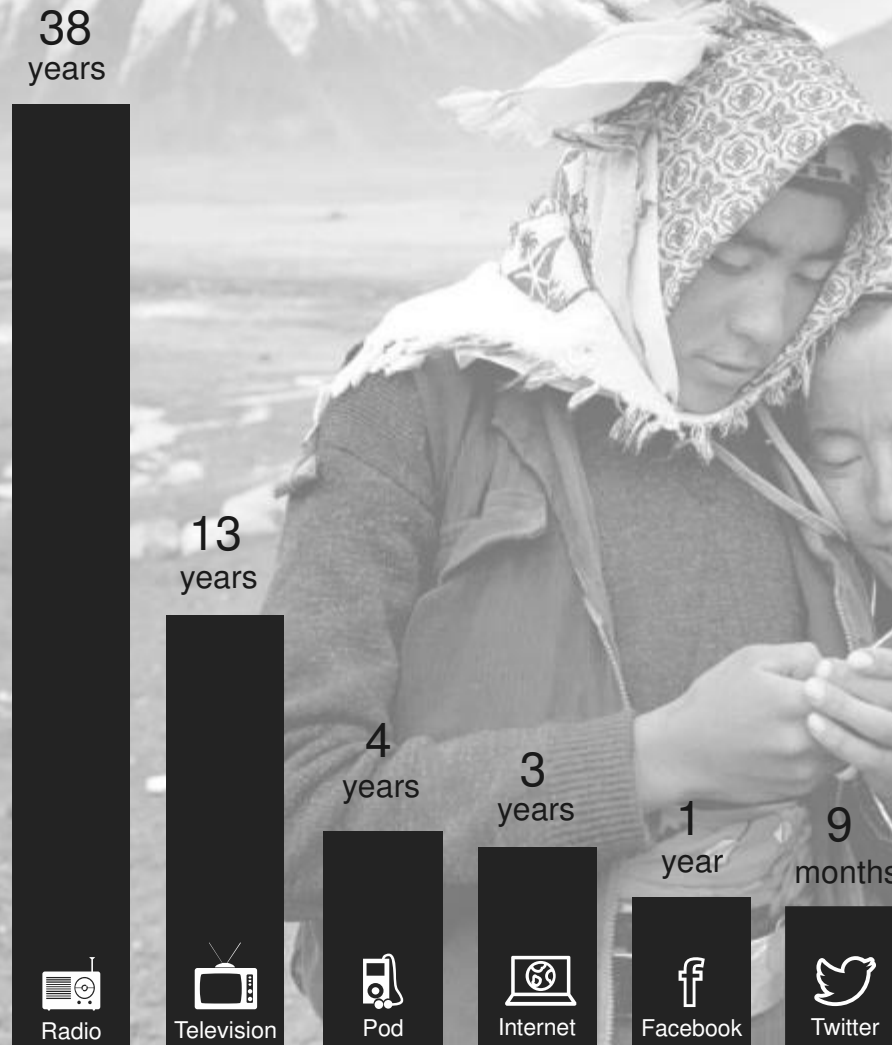 38
years
13
years
4
years
3
years
1
year
9
months
Radio
Television
Pod
Internet
Facebook
Twitter